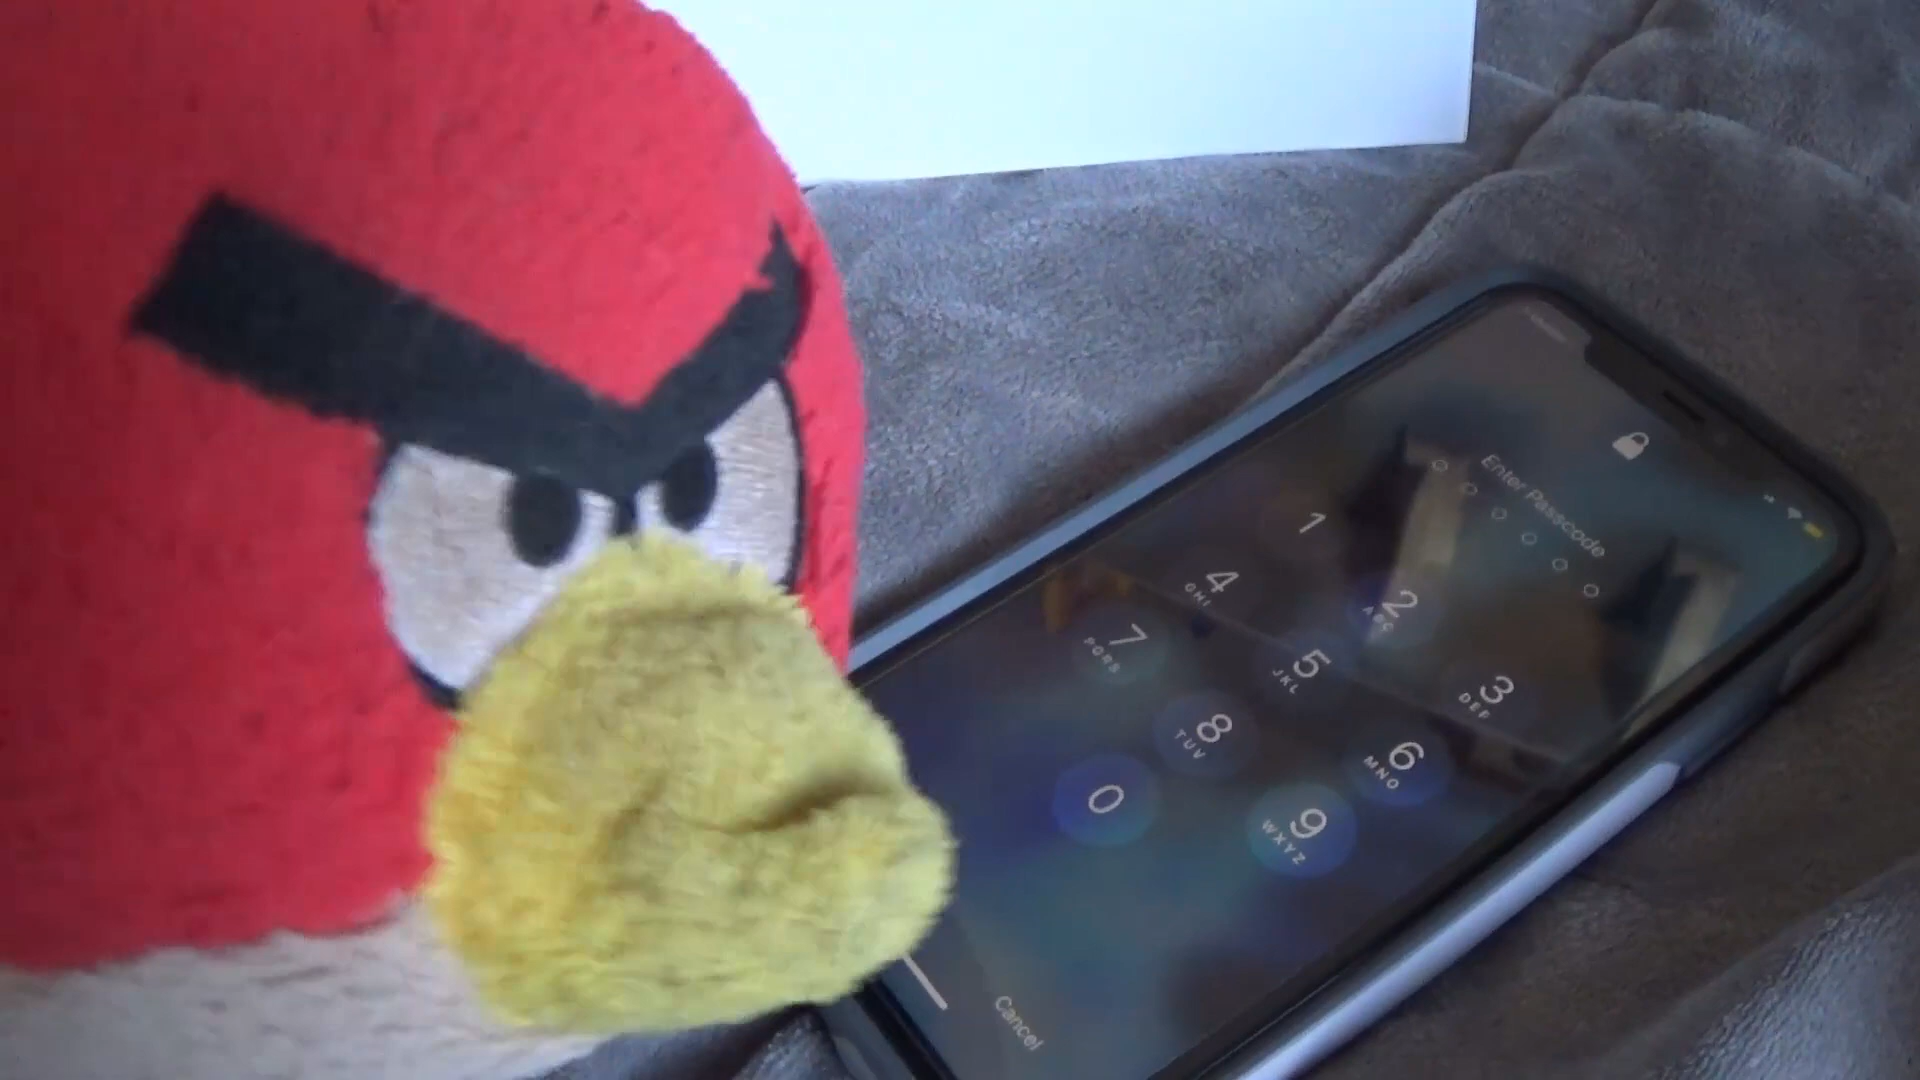 Enter Passcode
1
2
ABC
3
DEF
4
GHI
5
JKL
6
MNO
7
PQRS
8
TUV
9
WXYZ
0
Cancel